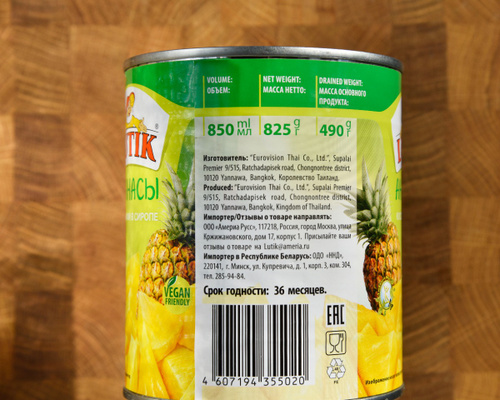 VOLUME: NET WEIGHT: DRAINED WEIGHT:
ОБЪЕМ: МАССА НЕТТО: МАССА ОСНОВНОГО
ПРОДУКТА:
850 ml мл 825 g г 490 g г
ТІК
НАСЫ
СИРОПЕ
Изготовитель: "Eurovision Thai Co., Ltd.", Supalai
Premier 9/515, Ratchadapisek road, Chongnontree district,
10120 Yannawa, Bangkok, Королевство Таиланд.
Produced: "Eurovision Thai Co., Ltd.", Supalai Premier
9/515, Ratchadapisek road, Chongnontree district,
10120 Yannawa, Bangkok, Kingdom of Thailand.
Импортер/Отзывы о товаре направлять:
ООО «Америа Русс», 117218, Россия, город Москва, улица
Кржижановского, дом 17, корпус 1. Присылайте ваши
отзывы о товаре на Lutik@ameria.ru
Импортер в Республике Беларусь: ОДО «ННД»,
220141, г. Минск, ул. Купревича, д. 1, корп. 3, ком. 304,
тел. 285-94-84.
Срок годности: 36 месяцев.
VEGAN
FRIENDLY
EAC
4 607194 355020